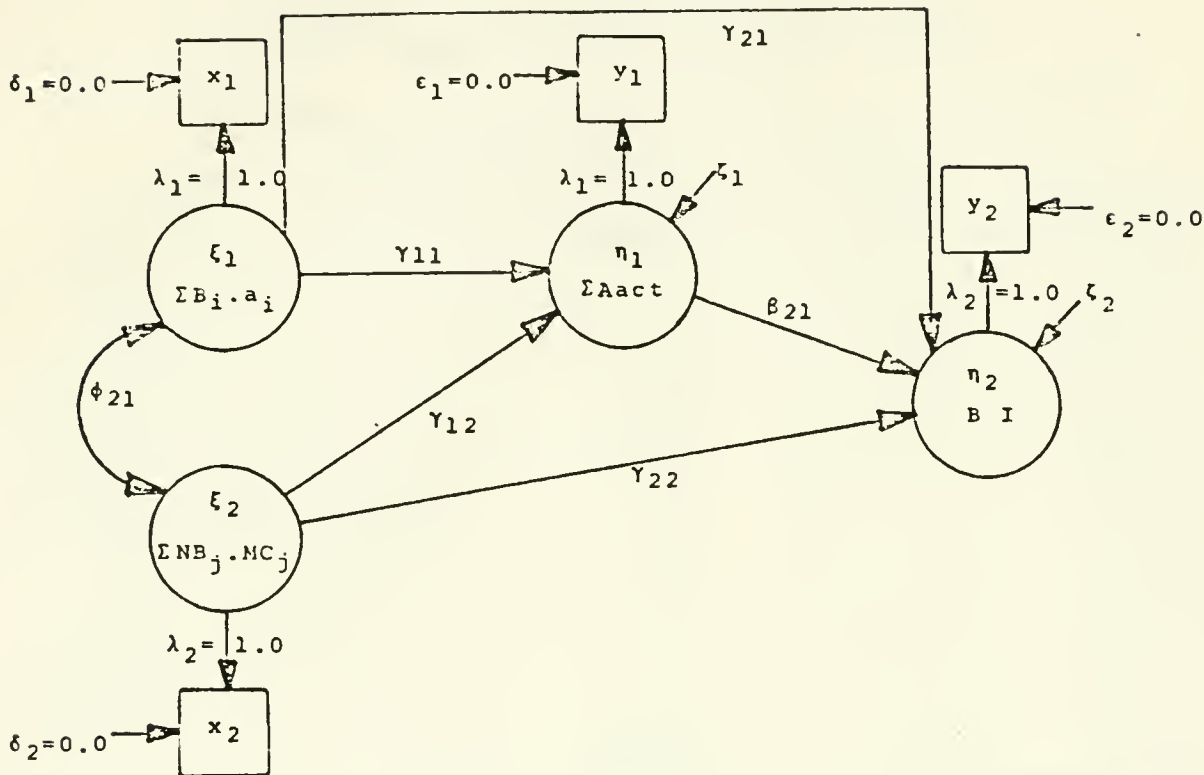 γ₂₁
x₁
δ₁=0.0
y₁
ε₁=0.0
λ₁= 1.0
λ₁= 1.0
ζ₁
y₂
ε₂=0.0
ξ₁
ΣBᵢ.aᵢ
γ₁₁
η₁
ΣAact
λ₂ =1.0
ζ₂
β₂₁
η₂
B I
φ₂₁
γ₁₂
γ₂₂
ξ₂
ΣNBⱼ.MCⱼ
λ₂= 1.0
x₂
δ₂=0.0